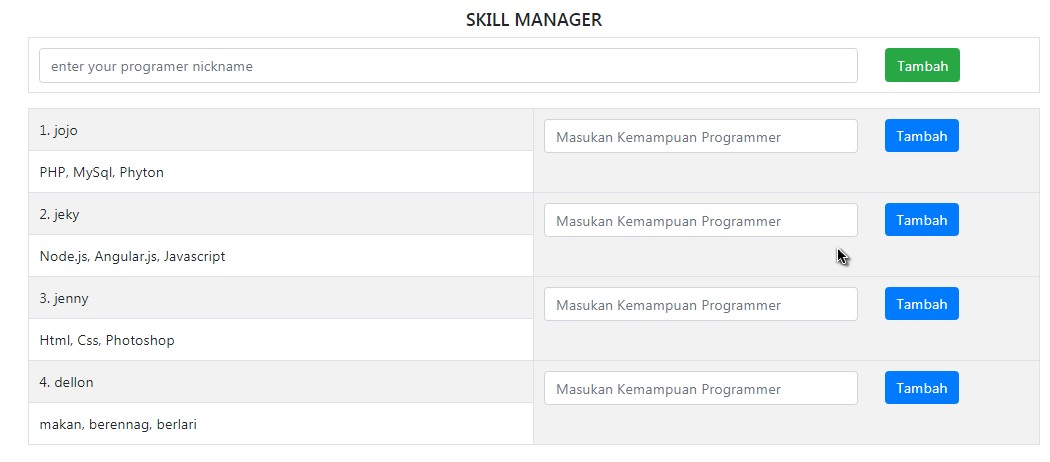 SKILL MANAGER
enter your programer nickname
Tambah
1. jojo
Masukan Kemampuan Programmer
Tambah
PHP, MySql, Phyton
2. jeky
Masukan Kemampuan Programmer
Tambah
Node.js, Angular.js, Javascript
3. jenny
Masukan Kemampuan Programmer
Tambah
Html, Css, Photoshop
4. dellon
Masukan Kemampuan Programmer
Tambah
makan, berennag, berlari